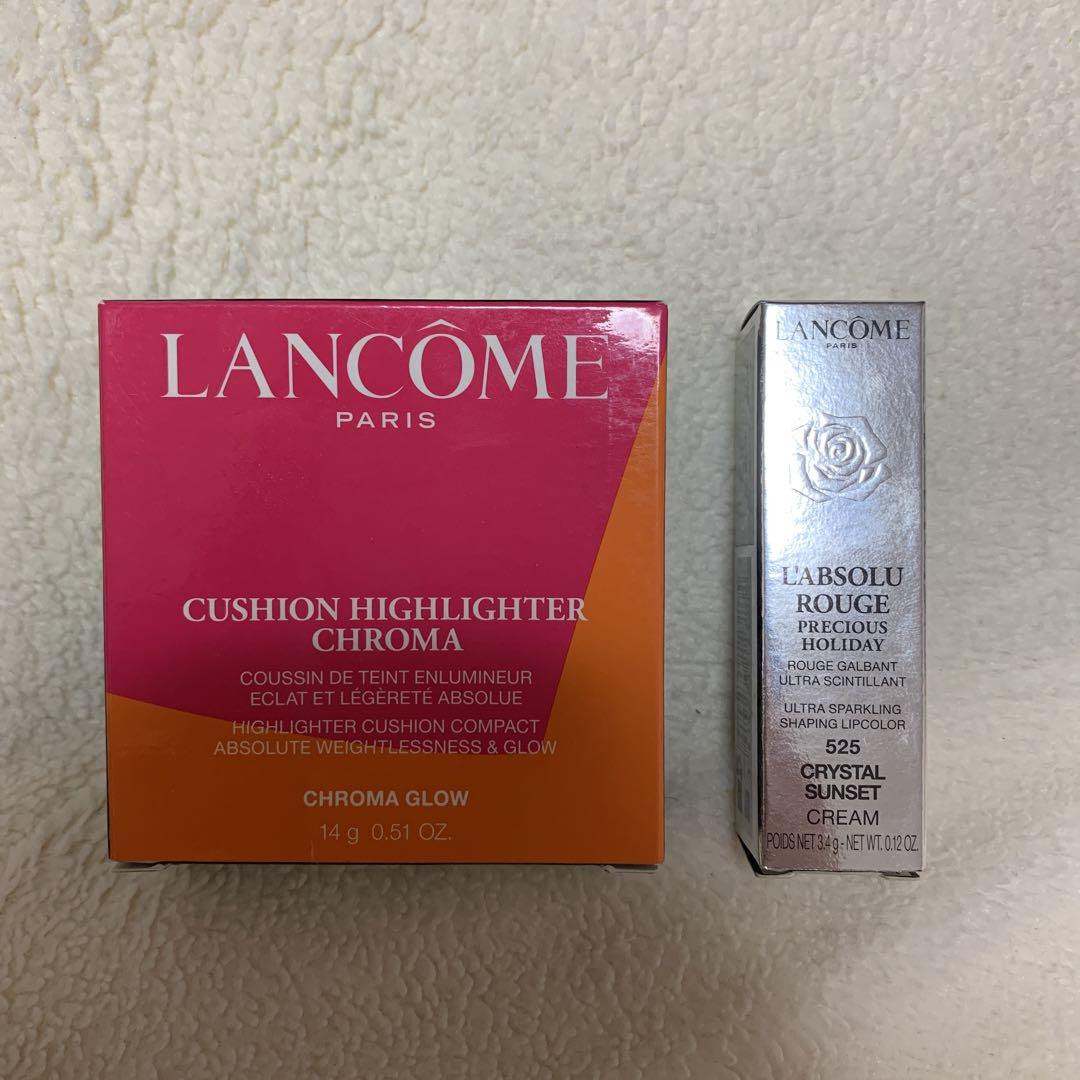 LANCÔME
PARIS
CUSHION HIGHLIGHTER
CHROMA
COUSSIN DE TEINT ENLUMINEUR
ECLAT ET LÉGÈRETÉ ABSOLUE
HIGHLIGHTER CUSHION COMPACT
ABSOLUTE WEIGHTLESSNESS & GLOW
CHROMA GLOW
14 g 0.51 OZ.
LANCÔME
PARIS
L'ABSOLU
ROUGE
PRECIOUS
HOLIDAY
ROUGE GALBANT
ULTRA SCINTILLANT
ULTRA SPARKLING
SHAPING LIPCOLOR
525
CRYSTAL
SUNSET
CREAM
POIDS NET 3.4 g - NET WT. 0.12 OZ.